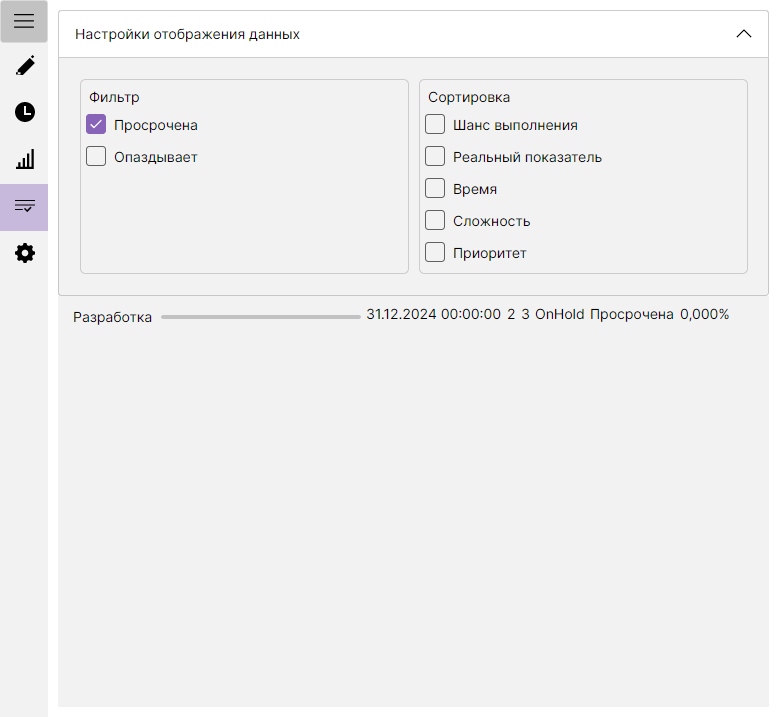 Настройки отображения данных
Фильтр
Просрочена
Опаздывает
Сортировка
Шанс выполнения
Реальный показатель
Время
Сложность
Приоритет
Разработка 31.12.2024 00:00:00 2 3 OnHold Просрочена 0,000%